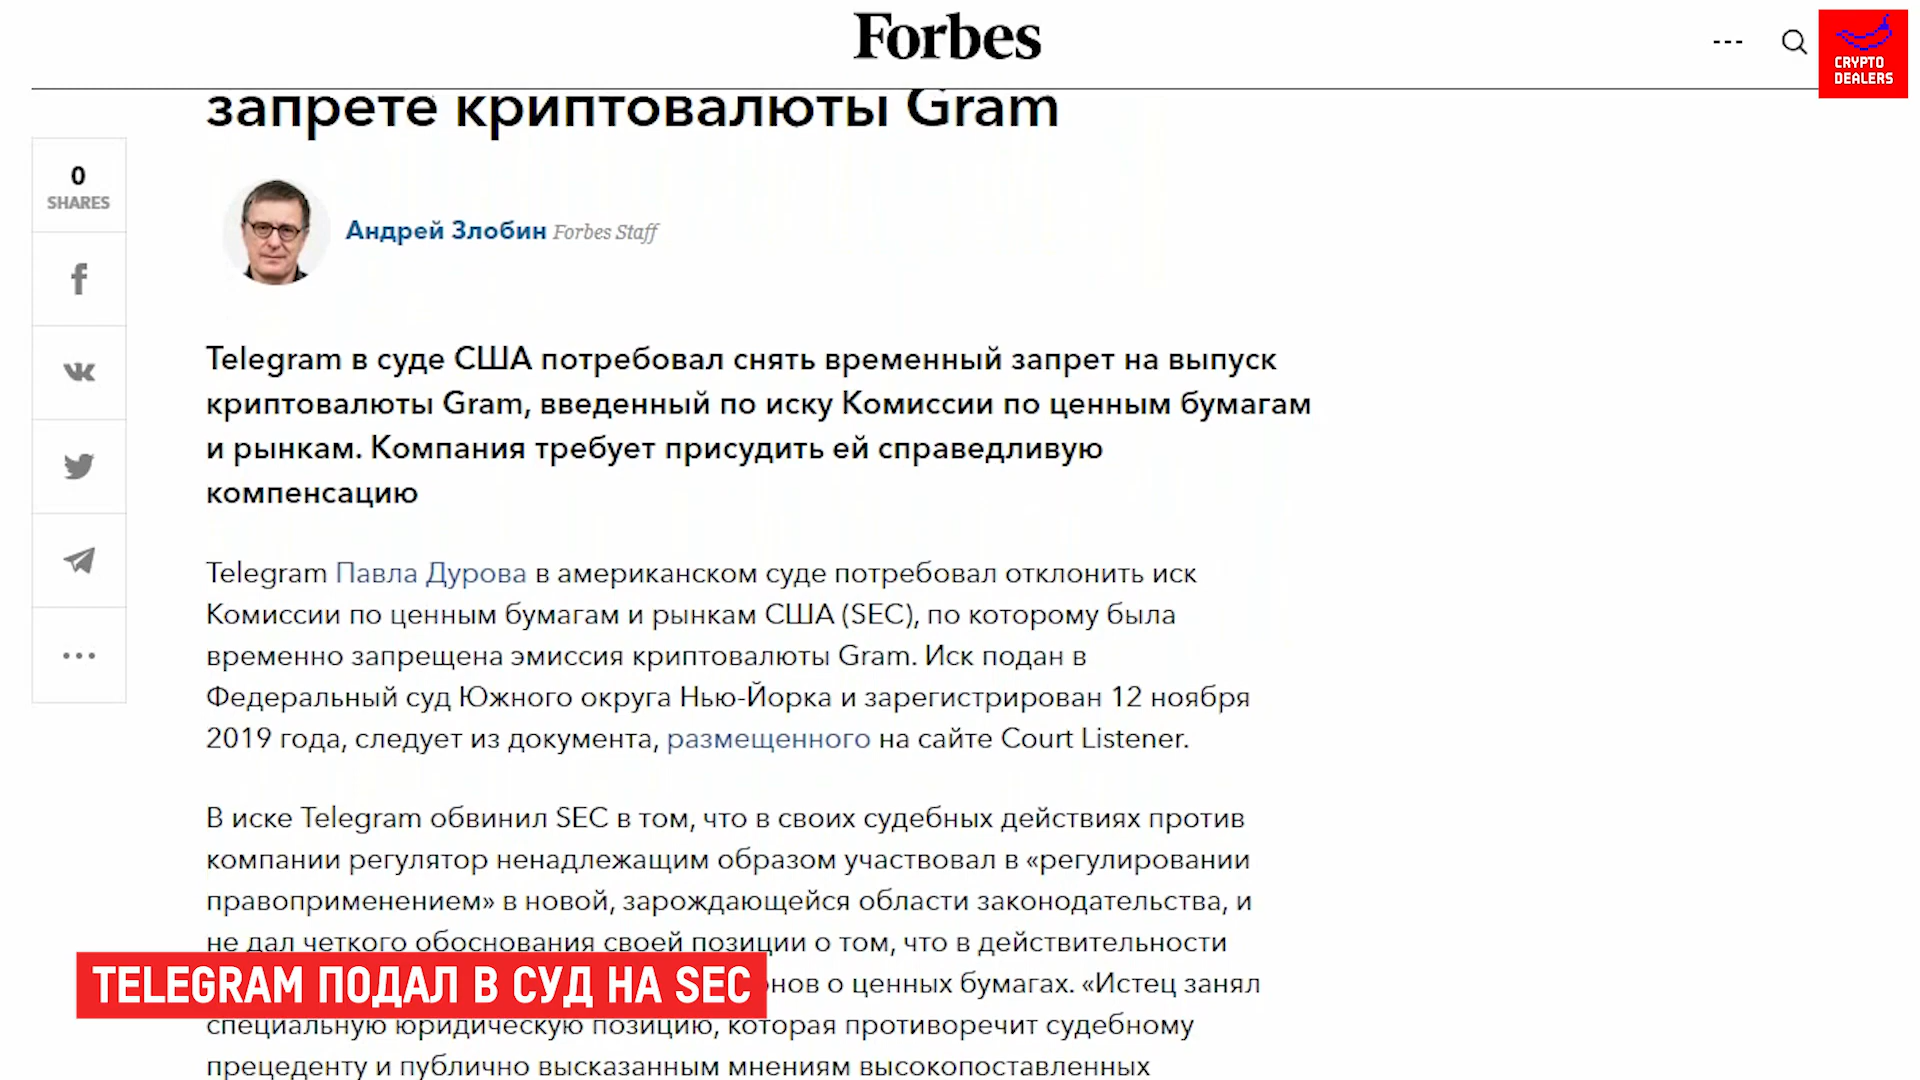 Forbes
CRYPTO
DEALERS
запрете криптовалюты Gram
0
SHARES
Андрей Злобин Forbes Staff
Telegram в суде США потребовал снять временный запрет на выпуск
криптовалюты Gram, введенный по иску Комиссии по ценным бумагам
и рынкам. Компания требует присудить ей справедливую
компенсацию
Telegram Павла Дурова в американском суде потребовал отклонить иск
Комиссии по ценным бумагам и рынкам США (SEC), по которому была
временно запрещена эмиссия криптовалюты Gram. Иск подан в
Федеральный суд Южного округа Нью-Йорка и зарегистрирован 12 ноября
2019 года, следует из документа, размещенного на сайте Court Listener.
В иске Telegram обвинил SEC в том, что в своих судебных действиях против
компании регулятор ненадлежащим образом участвовал в «регулировании
правоприменением» в новой, зарождающейся области законодательства, и
не дал четкого обоснования своей позиции о том, что в действительности
о ценных бумагах. «Истец занял
TELEGRAM ПОДАЛ В СУД НА SEC
специальную юридическую позицию, которая противоречит судебному
прецеденту и публично высказанным мнениям высокопоставленных